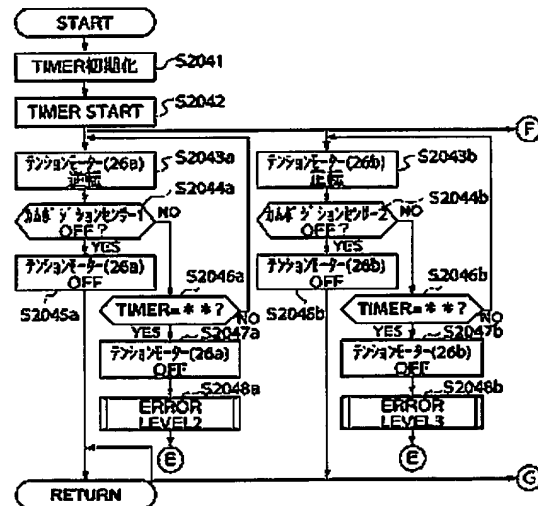 START
TIMER初期化
S2041
TIMER START
S2042
F
テンションモーター(26a)
逆転
S2043a
カムポジションセンサー1
OFF?
S2044a
NO
YES
テンションモーター(26a)
OFF
S2045a
S2046a
TIMER=**?
NO
YES
S2047a
テンションモーター(26a)
OFF
S2048a
ERROR
LEVEL2
E
テンションモーター(26b)
S2043b
カムポジションセンサー2
OFF?
S2044b
NO
YES
テンションモーター(26b)
OFF
S2045b
S2046b
TIMER=**?
NO
YES
S2047b
テンションモーター(26b)
OFF
S2048b
ERROR
LEVEL3
E
RETURN
G